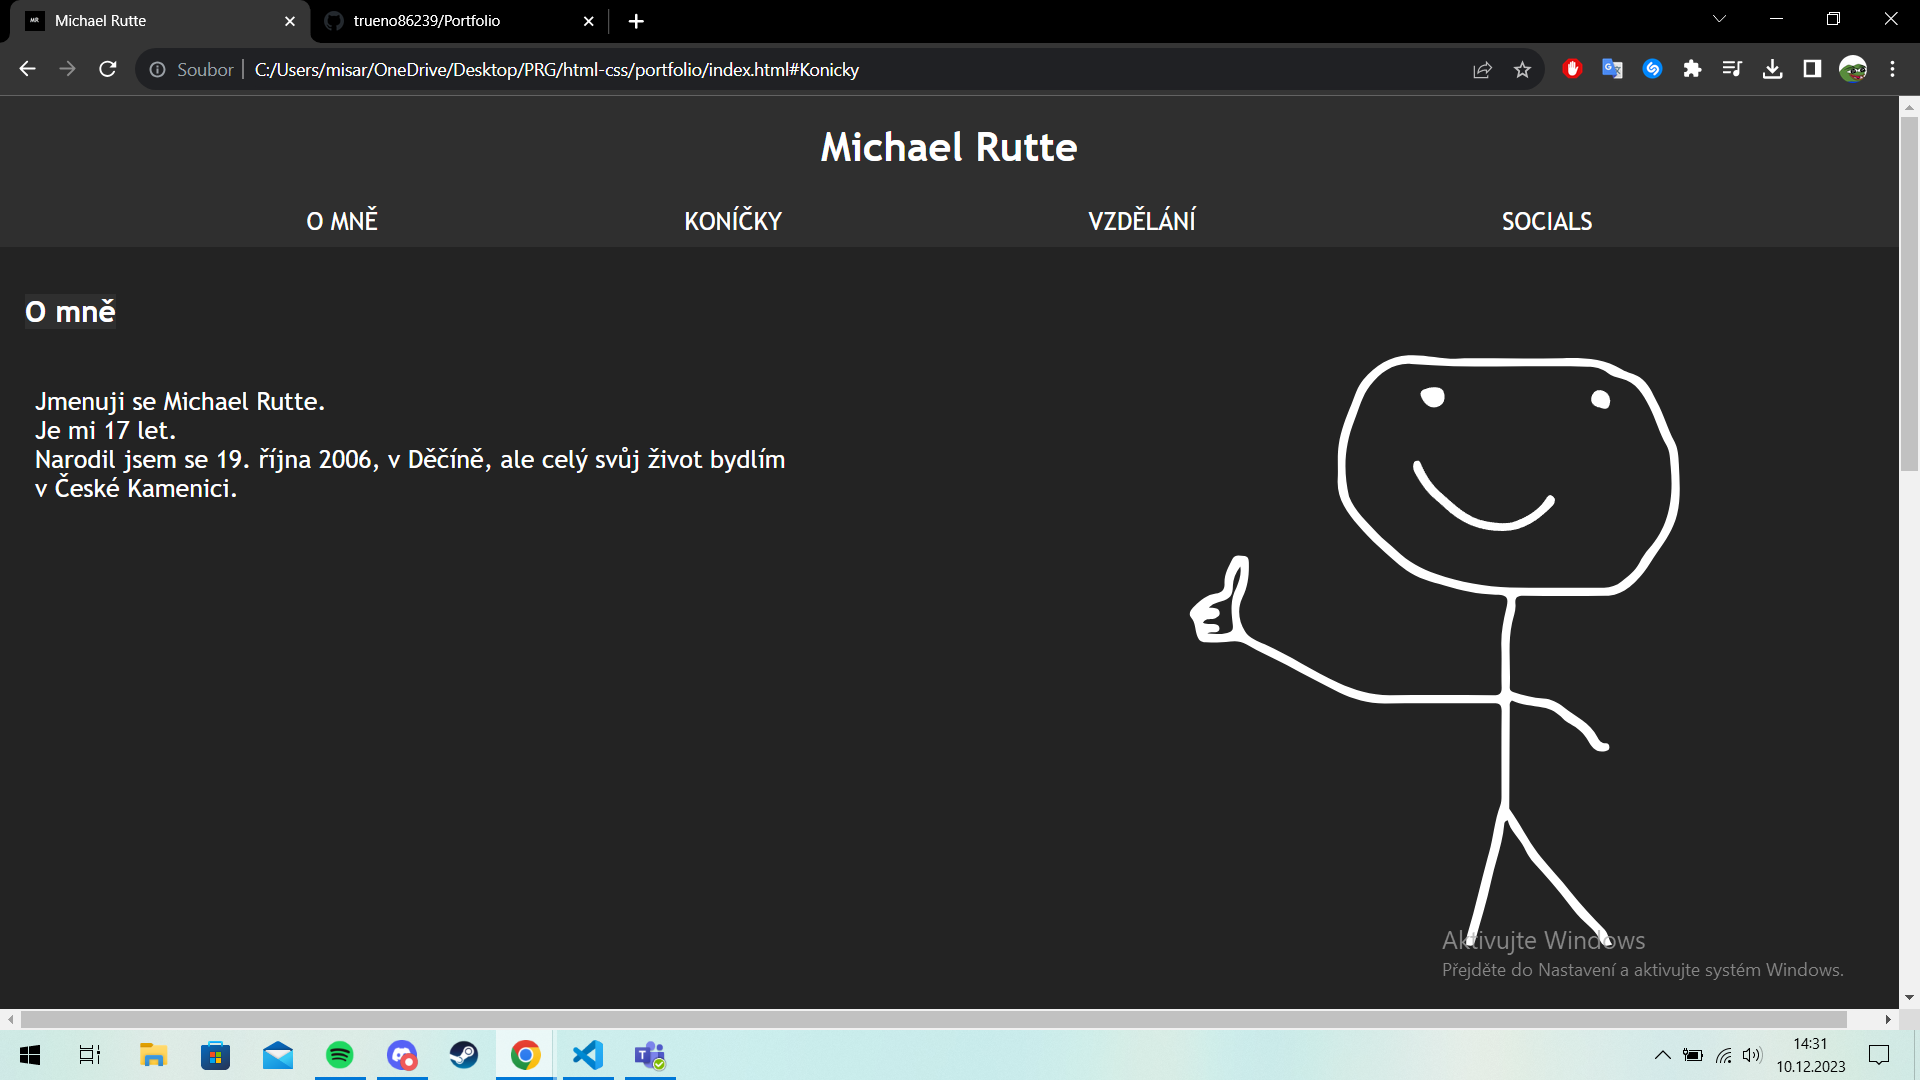 MR Michael Rutte
trueno86239/Portfolio
Soubor
C:/Users/misar/OneDrive/Desktop/PRG/html-css/portfolio/index.html#Konicky
Michael Rutte
O MNĚ KONÍČKY VZDĚLÁNÍ SOCIALS
O mně
Jmenuji se Michael Rutte.
Je mi 17 let.
Narodil jsem se 19. října 2006, v Děčíně, ale celý svůj život bydlím
v České Kamenici.
Aktivujte Windows
Přejděte do Nastavení a aktivujte systém Windows.
14:31
10.12.2023